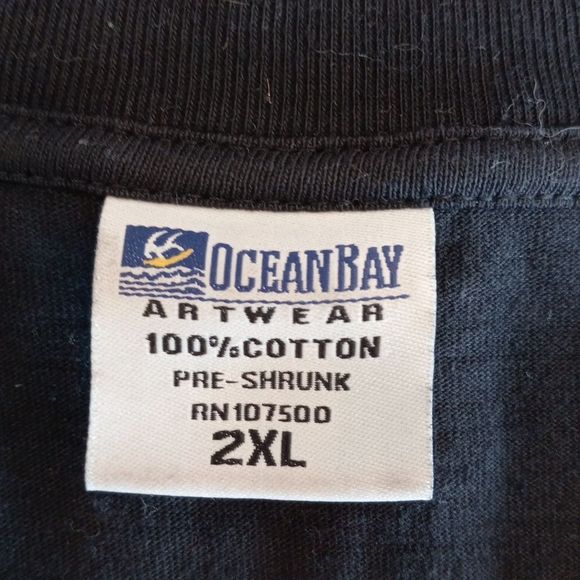 OCEANBAY
ARTWEAR
100%COTTON
PRE-SHRUNK
RN107500
2XL